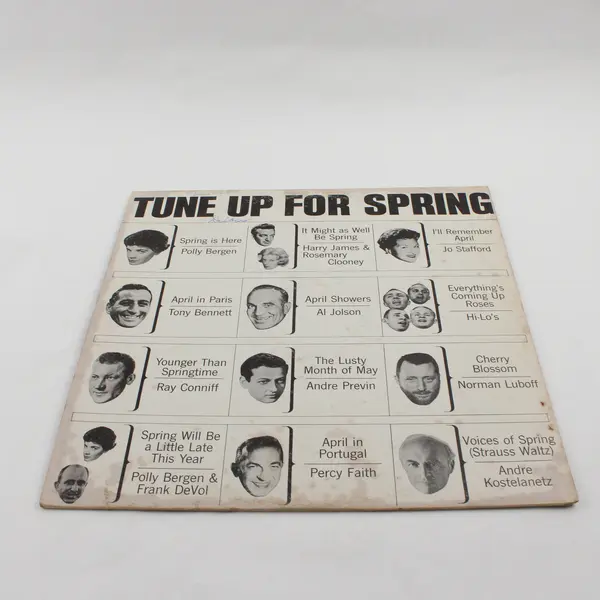 TUNE UP FOR SPRING
Spring is Here
Polly Bergen
It Might as Well
Be Spring
Harry James &
Rosemary
Clooney
I'll Remember
April
Jo Stafford
April in Paris
Tony Bennett
April Showers
Al Jolson
Everything's
Coming Up
Roses
Hi-Lo's
Younger Than
Springtime
Ray Conniff
The Lusty
Month of May
Andre Previn
Cherry
Blossom
Norman Luboff
Spring Will Be
a Little Late
This Year
Polly Bergen &
Frank DeVol
April in
Portugal
Percy Faith
Voices of Spring
(Strauss Waltz)
Andre
Kostelanetz